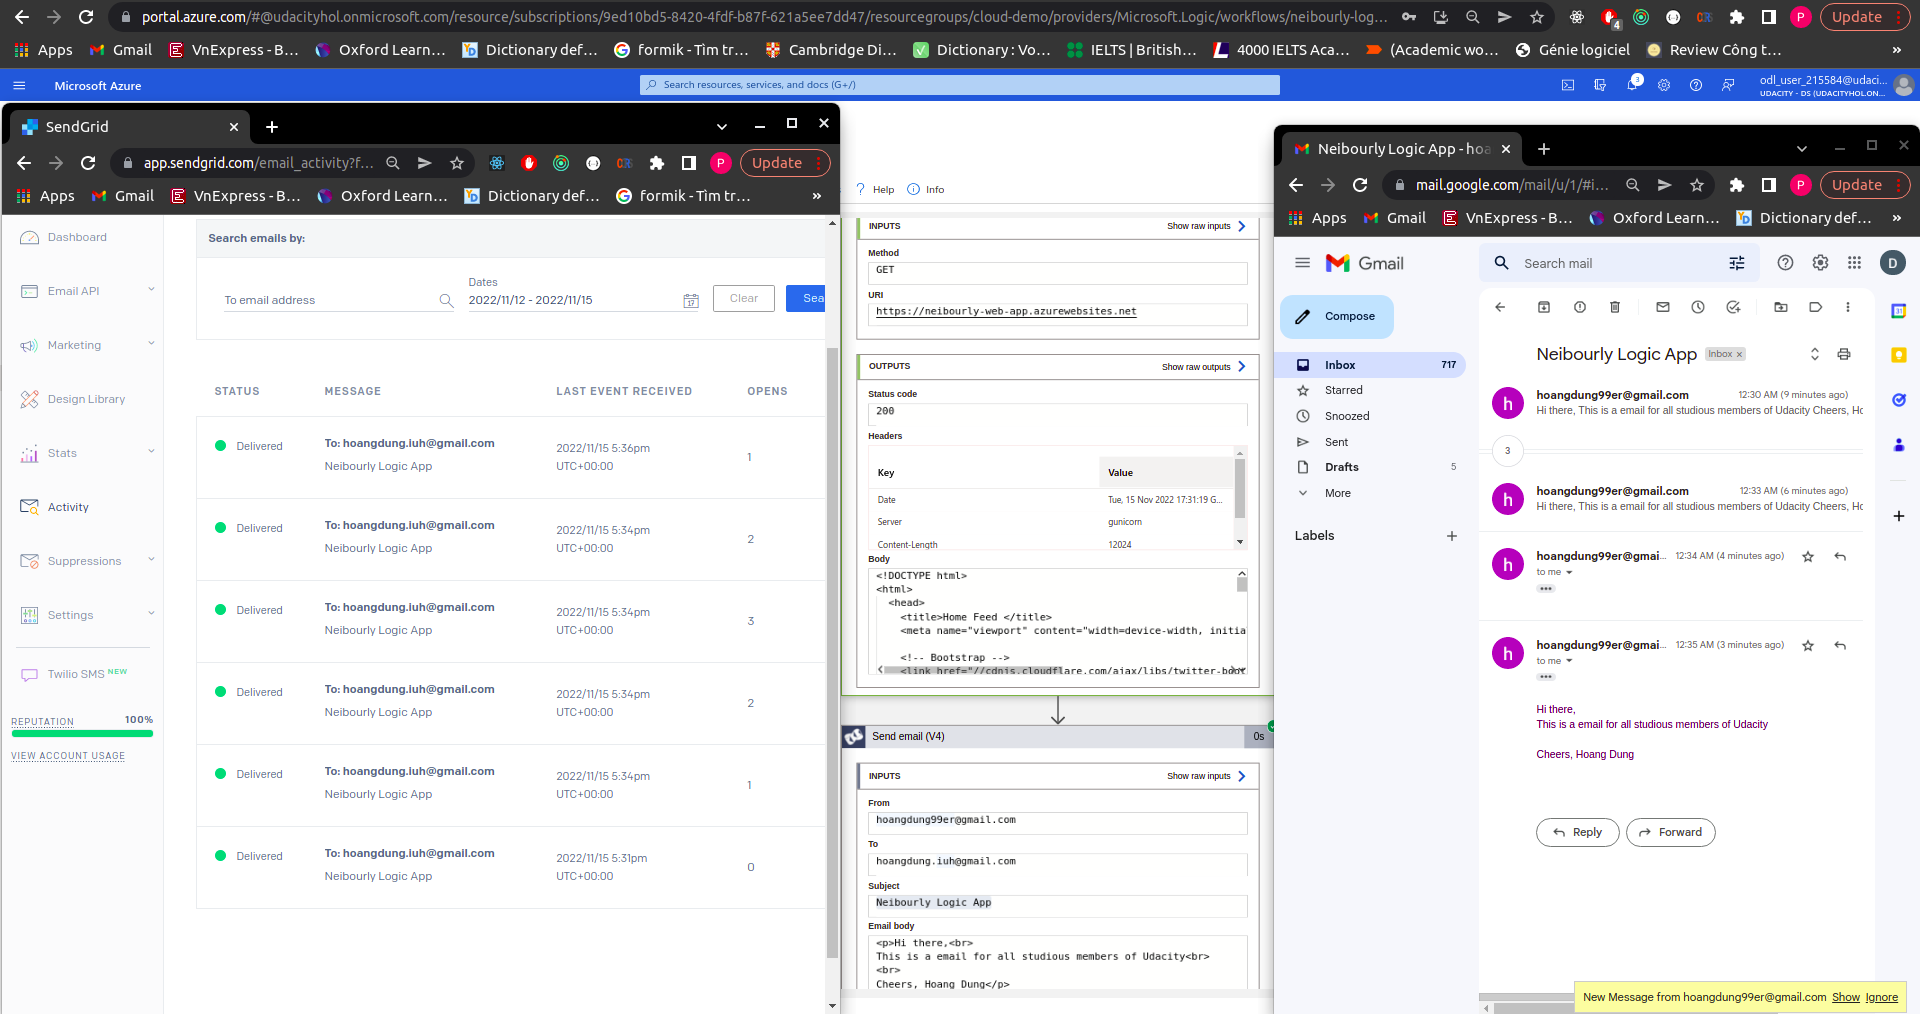 portal.azure.com/#@udacityhol.onmicrosoft.com/resource/subscriptions/9ed10bd5-8420-4fdf-b87f-621a5ee7dd47/resourcegroups/cloud-demo/providers/Microsoft.Logic/workflows/neibourly-log...
4
P
Update
Apps
Gmail
VnExpress - B...
Oxford Learn...
Dictionary def...
formik - Tìm tr...
Cambridge Di...
Dictionary : Vo...
IELTS | British...
4000 IELTS Aca...
(Academic wo...
Génie logiciel
Review Công t...
»
Microsoft Azure
Search resources, services, and docs (G+/)
3
odl_user_215584@udaci...
UDACITY - DS (UDACITYHOL.ON...
SendGrid
app.sendgrid.com/email_activity?f...
P
Update
Apps
Gmail
VnExpress - B...
Oxford Learn...
Dictionary def...
formik - Tìm tr...
»
Dashboard
Email API
Marketing
Design Library
Stats
Activity
Suppressions
Settings
Twilio SMS NEW
REPUTATION 100%
VIEW ACCOUNT USAGE
Search emails by:
To email address
Dates
2022/11/12 - 2022/11/15
17
Clear
Sea
STATUS MESSAGE LAST EVENT RECEIVED OPENS
Delivered To: hoangdung.iuh@gmail.com 2022/11/15 5:36pm 1
Neibourly Logic App UTC+00:00
Delivered To: hoangdung.iuh@gmail.com 2022/11/15 5:34pm 2
Neibourly Logic App UTC+00:00
Delivered To: hoangdung.iuh@gmail.com 2022/11/15 5:34pm 3
Neibourly Logic App UTC+00:00
Delivered To: hoangdung.iuh@gmail.com 2022/11/15 5:34pm 2
Neibourly Logic App UTC+00:00
Delivered To: hoangdung.iuh@gmail.com 2022/11/15 5:34pm 1
Neibourly Logic App UTC+00:00
Delivered To: hoangdung.iuh@gmail.com 2022/11/15 5:31pm 0
Neibourly Logic App UTC+00:00
Help
Info
INPUTS Show raw inputs
Method
GET
URI
https://neibourly-web-app.azurewebsites.net
OUTPUTS Show raw outputs
Status code
200
Headers
Key Value
Date Tue, 15 Nov 2022 17:31:19 G...
Server gunicorn
Content-Length 12024
Body
<!DOCTYPE html>
<html>
<head>
<title>Home Feed </title>
<meta name="viewport" content="width=device-width, initia
<!-- Bootstrap -->
<link href="//cdnjs.cloudflare.com/ajax/libs/twitter-boot
Send email (V4) 0s
INPUTS Show raw inputs
From
hoangdung99er@gmail.com
To
hoangdung.iuh@gmail.com
Subject
Neibourly Logic App
Email body
<p>Hi there,<br>
This is a email for all studious members of Udacity<br>
<br>
Cheers, Hoang Dung</p>
Neibourly Logic App - hoa
mail.google.com/mail/u/1/#i...
P
Update
Apps
Gmail
VnExpress - B...
Oxford Learn...
Dictionary def...
»
Gmail
Search mail
D
Compose
Inbox 717
Starred
Snoozed
Sent
Drafts 5
More
Labels
Neibourly Logic App Inbox ×
h hoangdung99er@gmail.com 12:30 AM (9 minutes ago)
Hi there, This is a email for all studious members of Udacity Cheers, Ho
3
h hoangdung99er@gmail.com 12:33 AM (6 minutes ago)
Hi there, This is a email for all studious members of Udacity Cheers, Ho
h hoangdung99er@gmai... 12:34 AM (4 minutes ago)
to me
h hoangdung99er@gmai... 12:35 AM (3 minutes ago)
to me
Hi there,
This is a email for all studious members of Udacity
Cheers, Hoang Dung
Reply
Forward
31
New Message from hoangdung99er@gmail.com Show Ignore